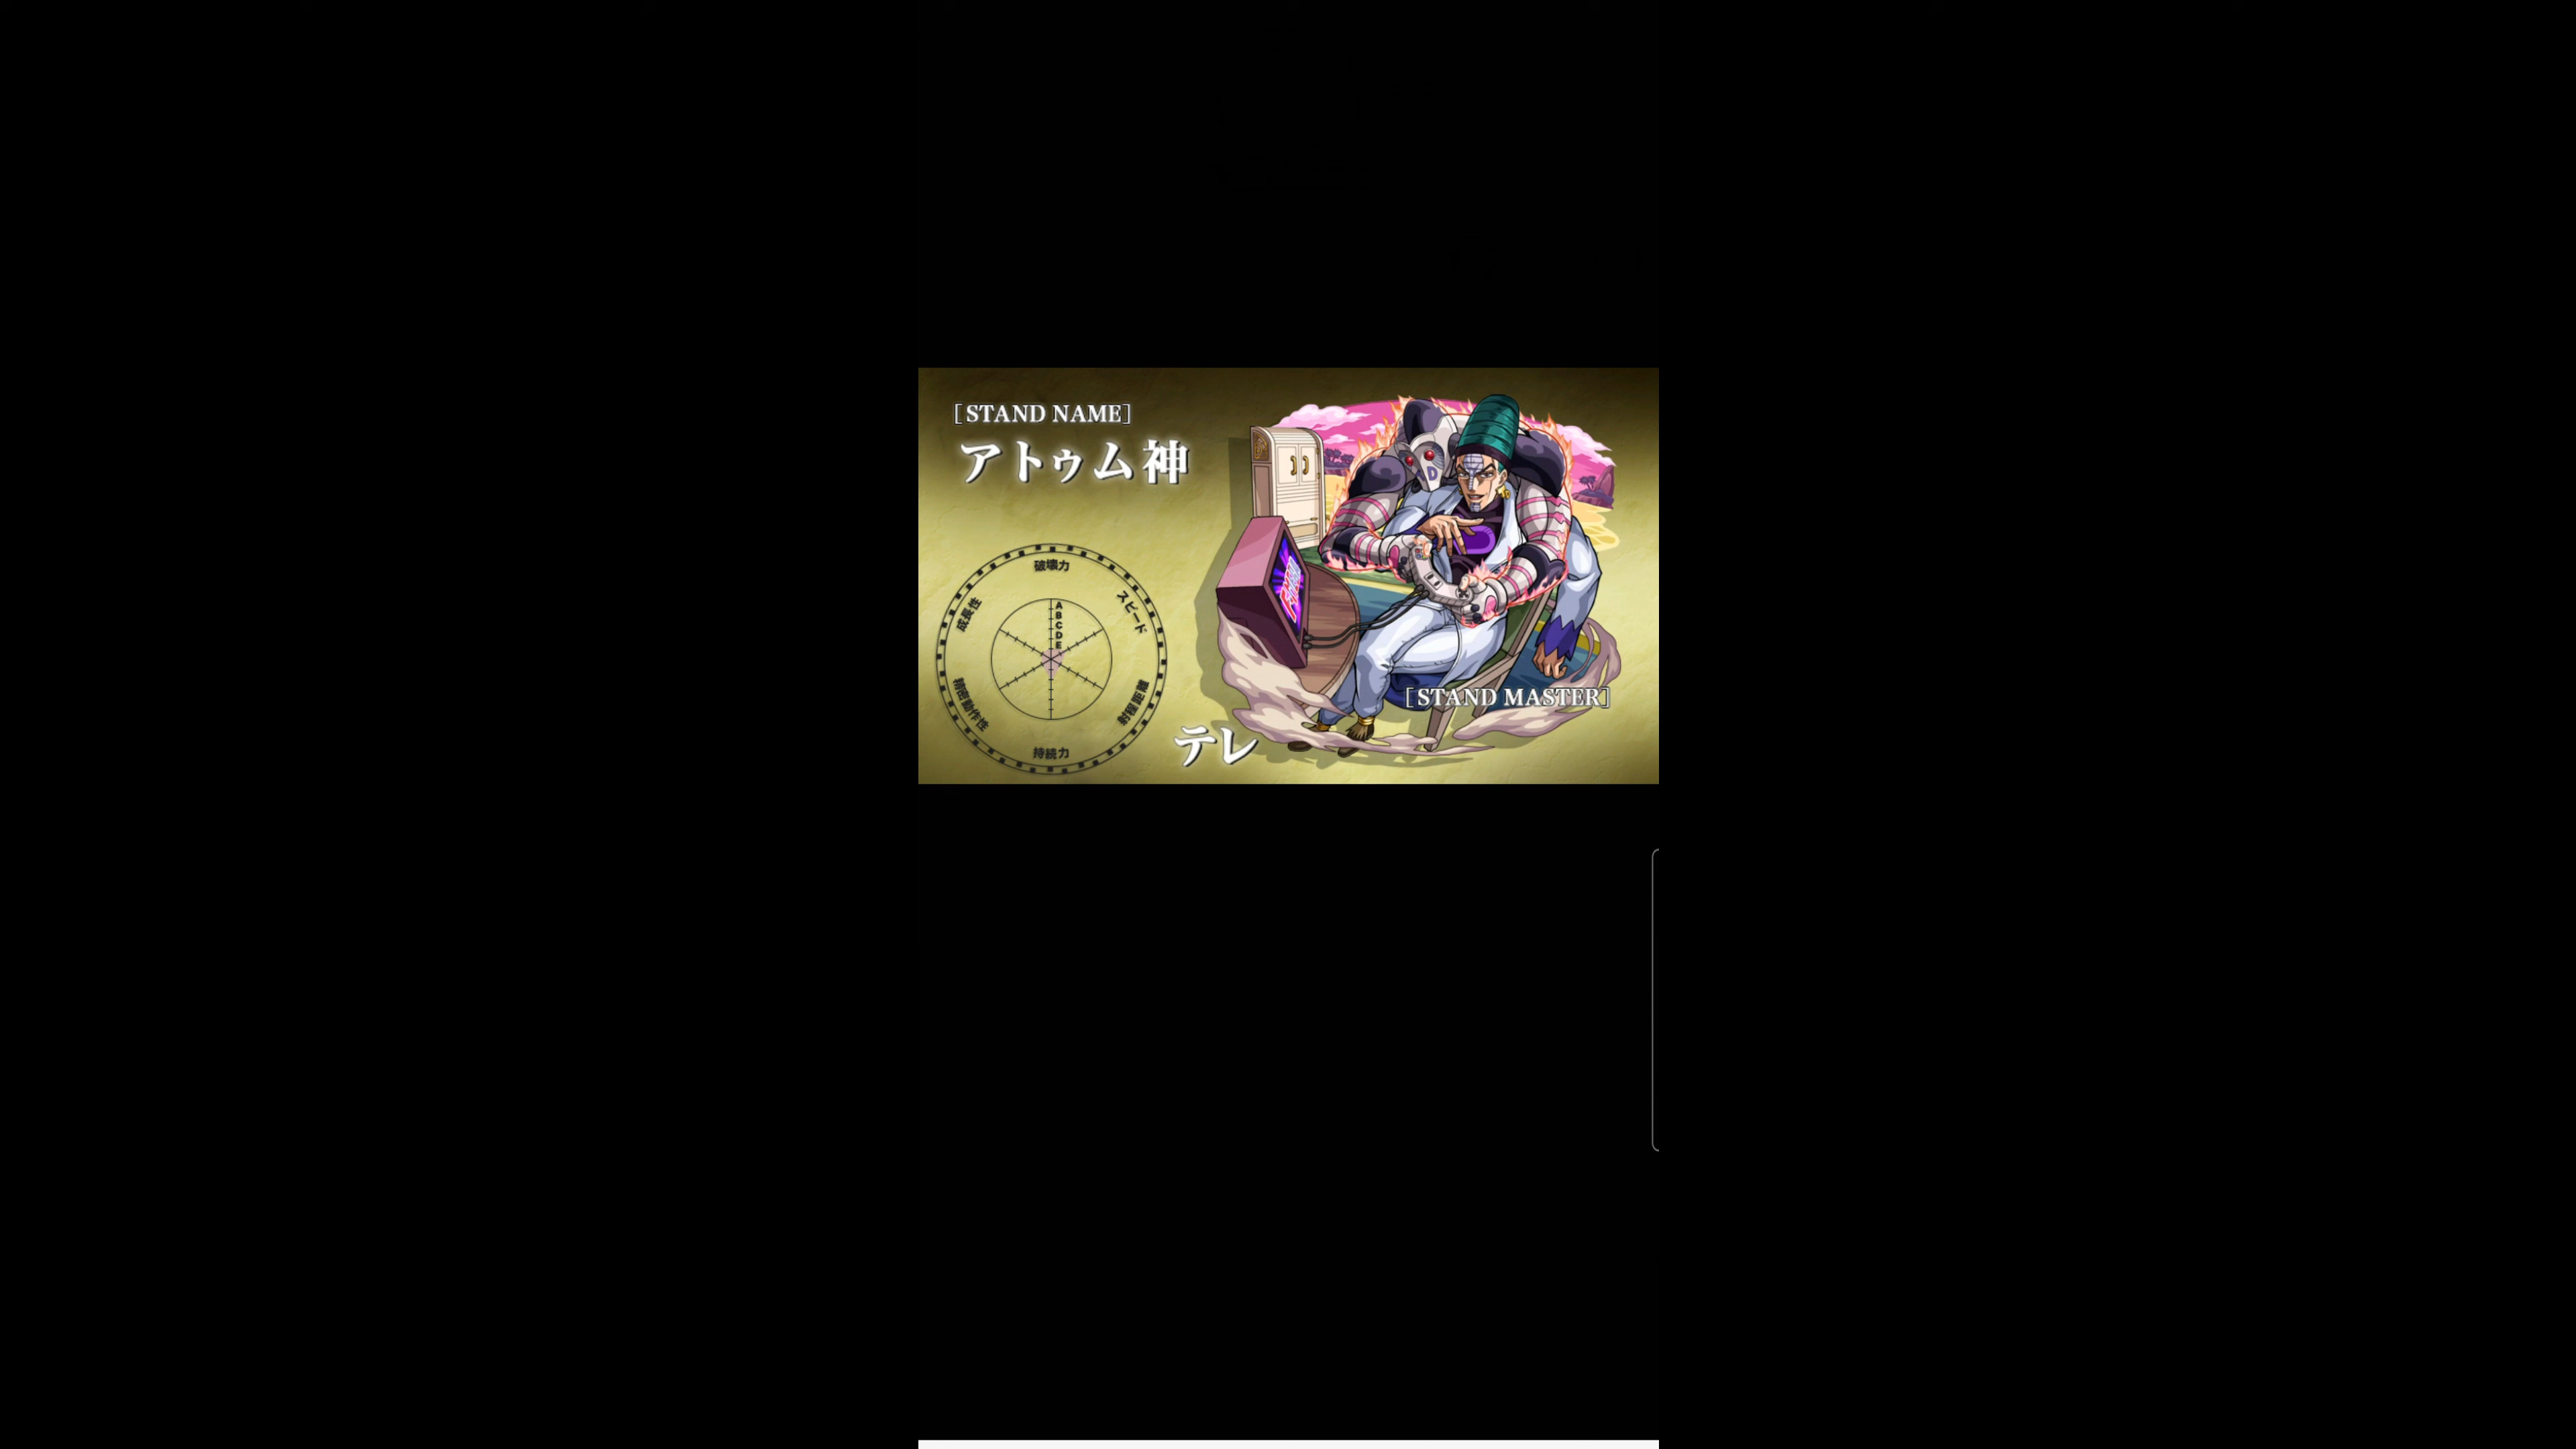 [STAND NAME]
アトゥム神
破壊力
スピード
射程距離
持続力
精密動作性
成長性
A
B
C
D
E
D
[STAND MASTER]
テレ